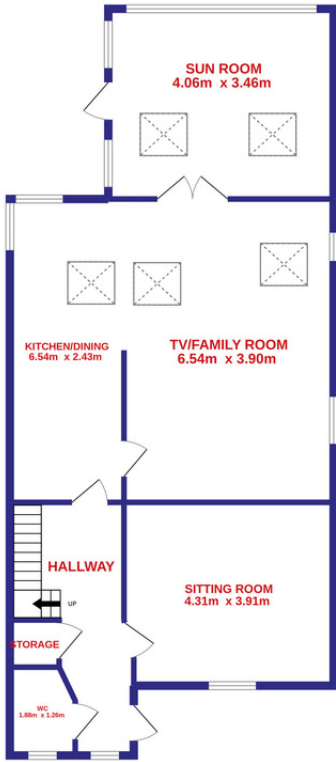 SUN ROOM
4.06m x 3.46m
KITCHEN/DINING
6.54m x 2.43m
TV/FAMILY ROOM
6.54m x 3.90m
HALLWAY
UP
SITTING ROOM
4.31m x 3.91m
STORAGE
WC
1.88m x 1.26m